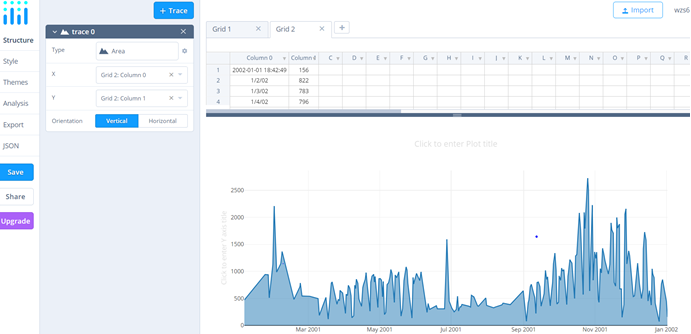 + Trace
Import
wzs6
Structure
Style
Themes
Analysis
Export
JSON
Save
Share
Upgrade
trace 0
Type
Area
X
Grid 2: Column 0
Y
Grid 2: Column 1
Orientation
Vertical
Horizontal
Grid 1
Grid 2
+
Column 0 C D E F G H I J K L M N O P Q R
1 2002-01-01 18:42:49 156
2 1/2/02 822
3 1/3/02 783
4 1/4/02 796
Click to enter Plot title
Click to enter Y axis title
2500
2000
1500
1000
500
0
Mar 2001
May 2001
Jul 2001
Sep 2001
Nov 2001
Jan 2002